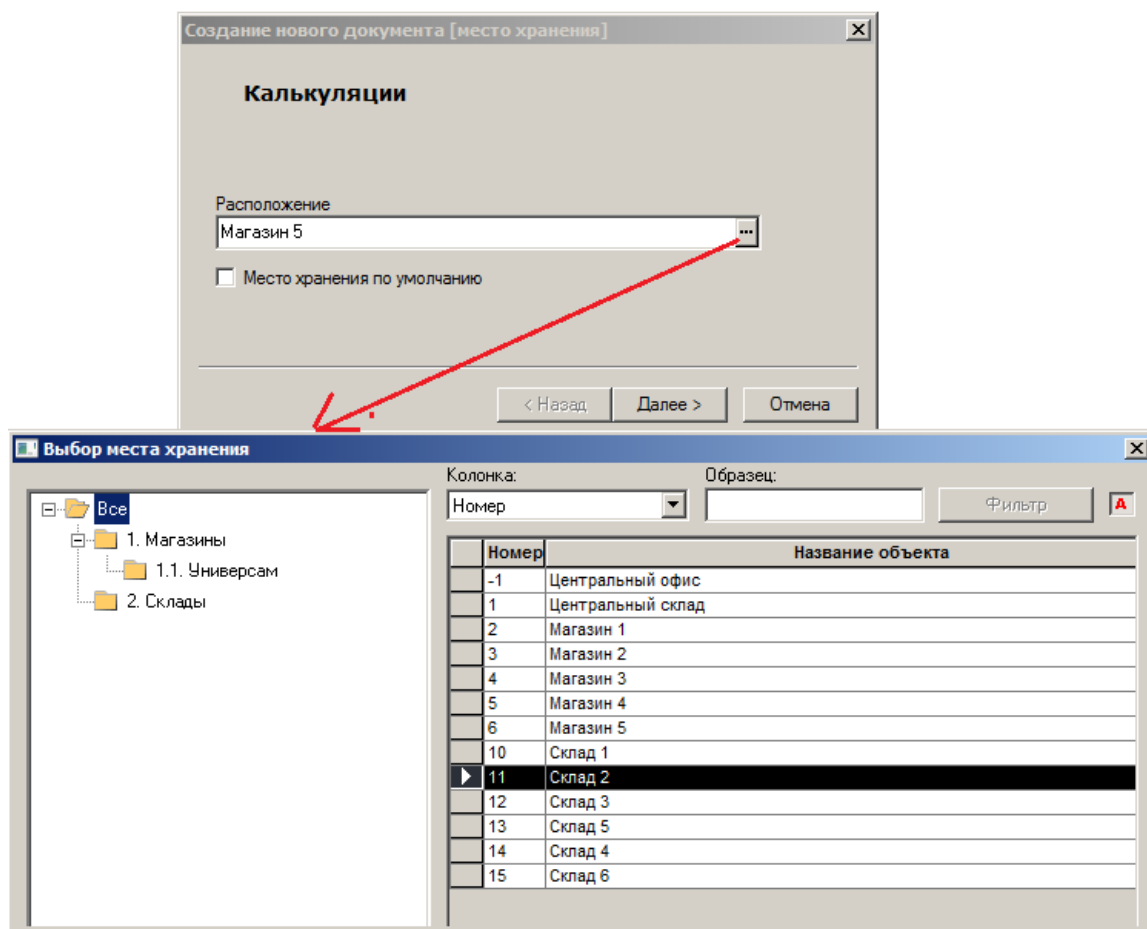 Создание нового документа [место хранения]
Калькуляции
Расположение
Магазин 5
...
Место хранения по умолчанию
< Назад
Далее >
Отмена
Выбор места хранения
Все
1. Магазины
1.1. Универсам
2. Склады
Колонка:
Образец:
Номер
Фильтр
A
Номер Название объекта
-1 Центральный офис
1 Центральный склад
2 Магазин 1
3 Магазин 2
4 Магазин 3
5 Магазин 4
6 Магазин 5
10 Склад 1
11 Склад 2
12 Склад 3
13 Склад 5
14 Склад 4
15 Склад 6